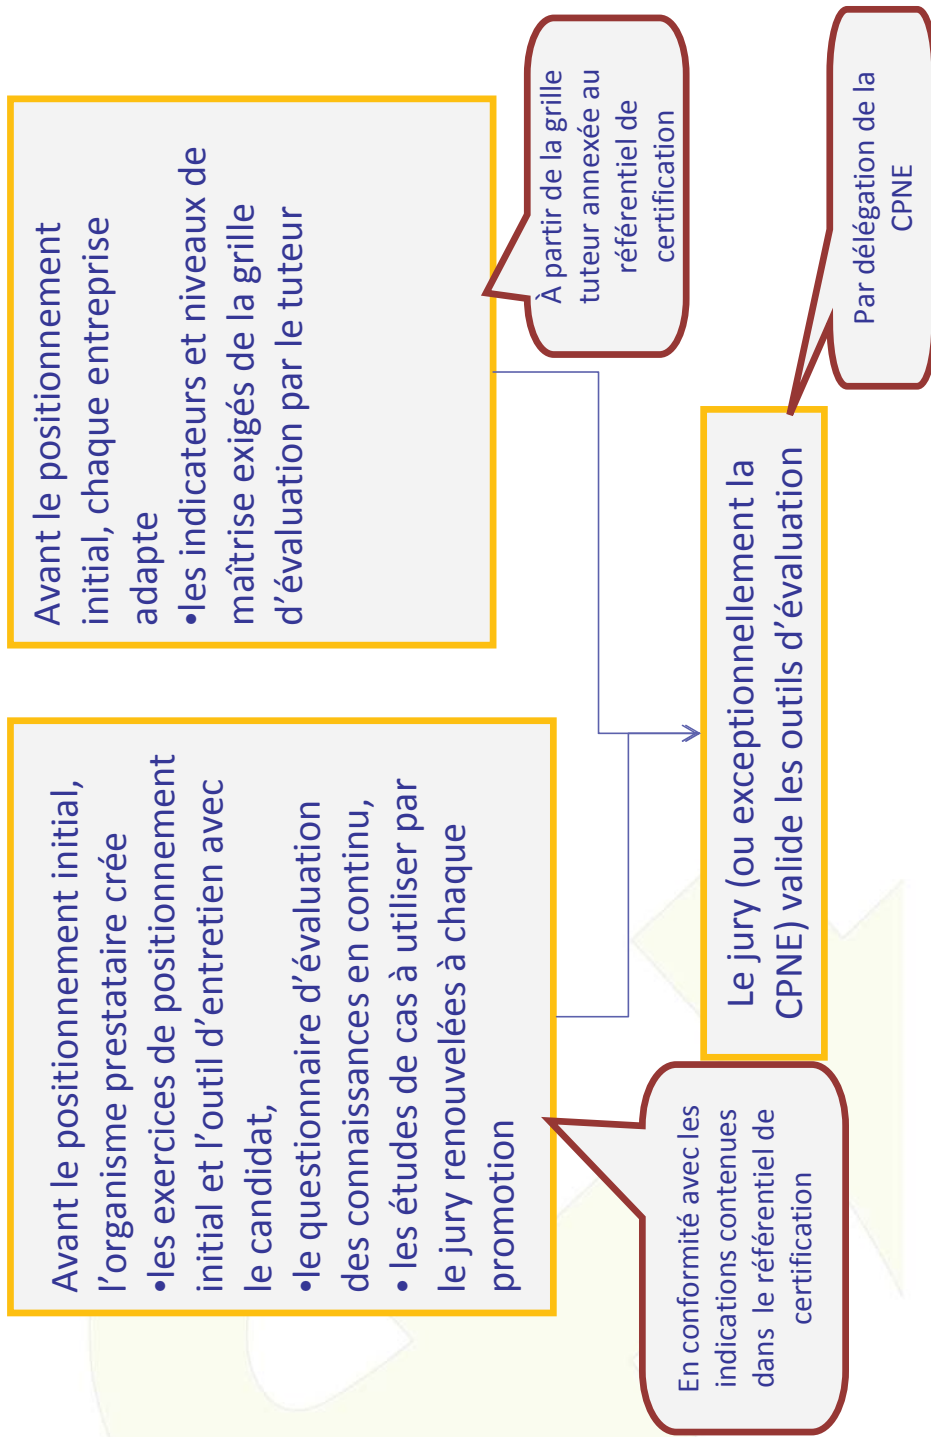 Avant le positionnement initial,
l’organisme prestataire crée
•les exercices de positionnement
initial et l’outil d’entretien avec
le candidat,
•le questionnaire d’évaluation
des connaissances en continu,
• les études de cas à utiliser par
le jury renouvelées à chaque
promotion
Avant le positionnement
initial, chaque entreprise
adapte
•les indicateurs et niveaux de
maîtrise exigés de la grille
d’évaluation par le tuteur
À partir de la grille
tuteur annexée au
référentiel de
certification
En conformité avec les
indications contenues
dans le référentiel de
certification
Le jury (ou exceptionnellement la
CPNE) valide les outils d’évaluation
Par délégation de la
CPNE